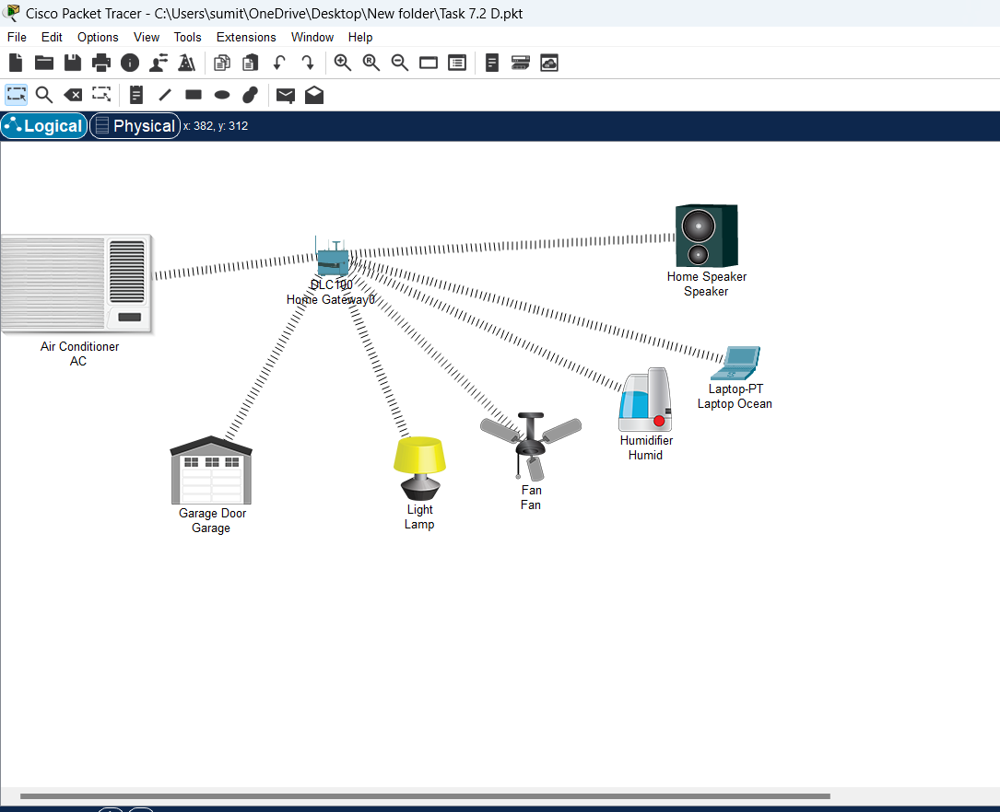 Cisco Packet Tracer - C:\Users\sumit\OneDrive\Desktop\New folder\Task 7.2 D.pkt
File Edit Options View Tools Extensions Window Help
Logical Physical x: 382, y: 312
Home Speaker
Speaker
DLC100
Home Gateway0
Air Conditioner
AC
Laptop-PT
Laptop Ocean
Humidifier
Humid
Fan
Fan
Garage Door
Garage
Light
Lamp